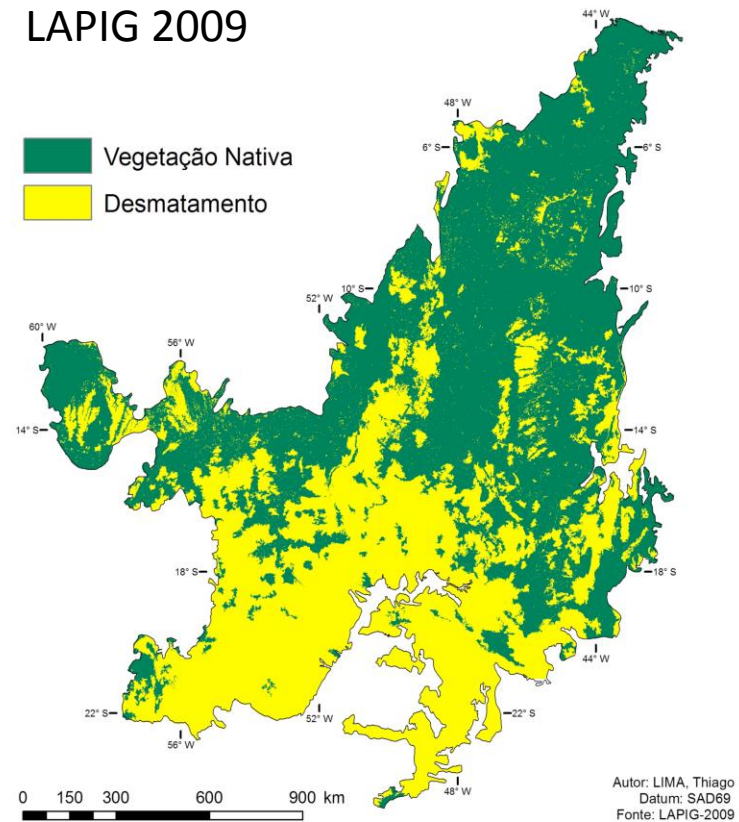 LAPIG 2009
Vegetação Nativa
Desmatamento
44° W
48° W
6° S
6° S
10° S
10° S
52° W
60° W
56° W
14° S
14° S
18° S
18° S
44° W
22° S
52° W
22° S
56° W
48° W
0 150 300 600 900 km
Autor: LIMA, Thiago
Datum: SAD69
Fonte: LAPIG-2009